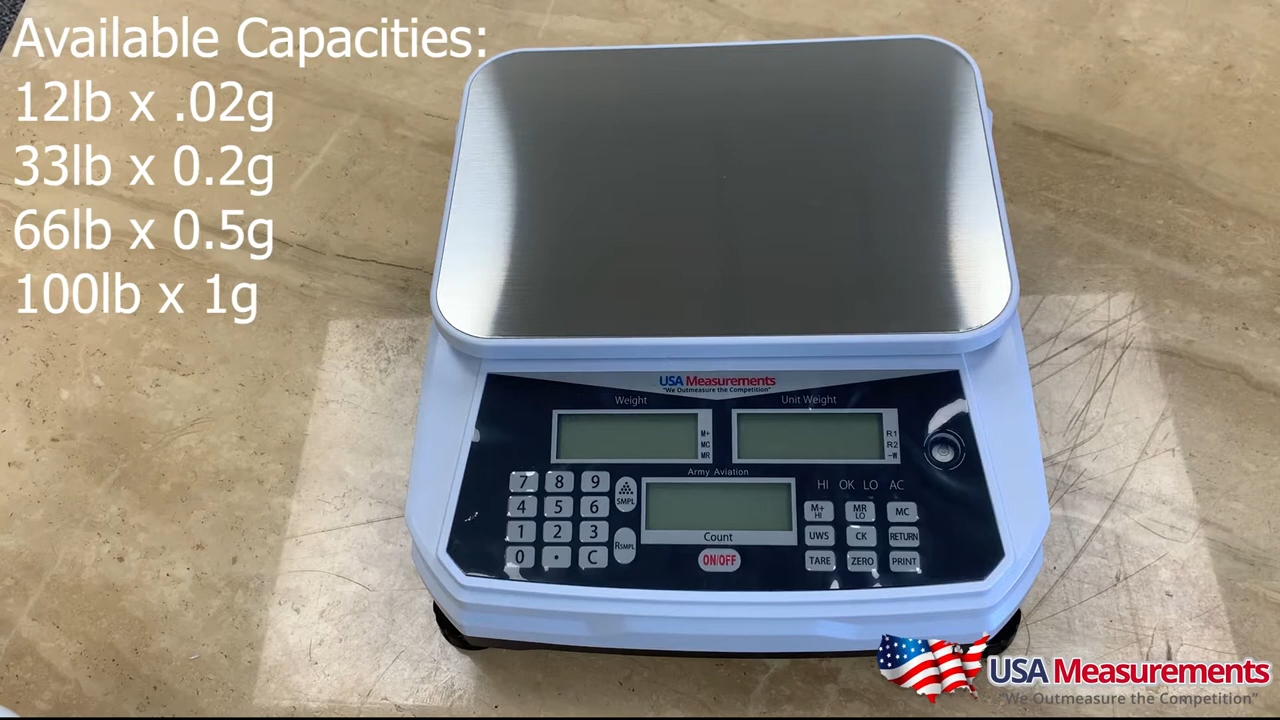 Available Capacities:
12lb x .02g
33lb x 0.2g
66lb x 0.5g
100lb x 1g
USA Measurements
"We Outmeasure the Competition"
Weight
Unit Weight
M+
MC
MR
R1
R2
-W
Army Aviation
HI OK LO AC
7 8 9
SMPL
4 5 6
1 2 3
RSMPL
0 . C
Count
ON/OFF
M+ HI
MR LO
MC
UWS CK RETURN
TARE ZERO PRINT
USA Measurements
"We Outmeasure the Competition"